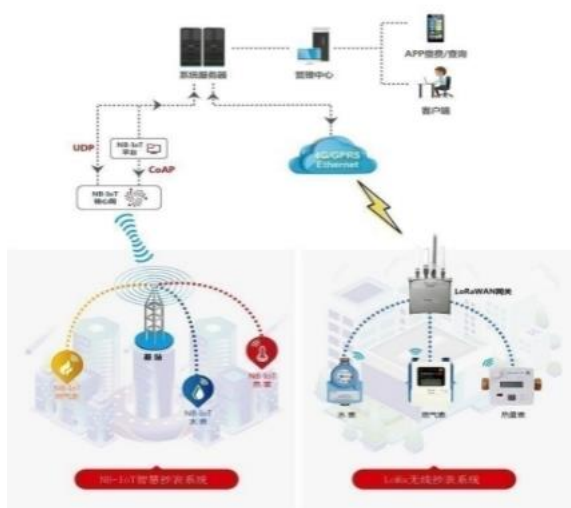 系统服务器
管理中心
APP缴费/查询
客户端
UDP
NB-IoT
平台
CoAP
NB-IoT
核心网
4G/GPRS
Ethernet
LoRaWAN网关
基站
NB-IoT
燃气表
NB-IoT
水表
NB-IoT
热量
水表
燃气表
热量表
NB-IoT智慧抄表系统
LoRa无线抄表系统